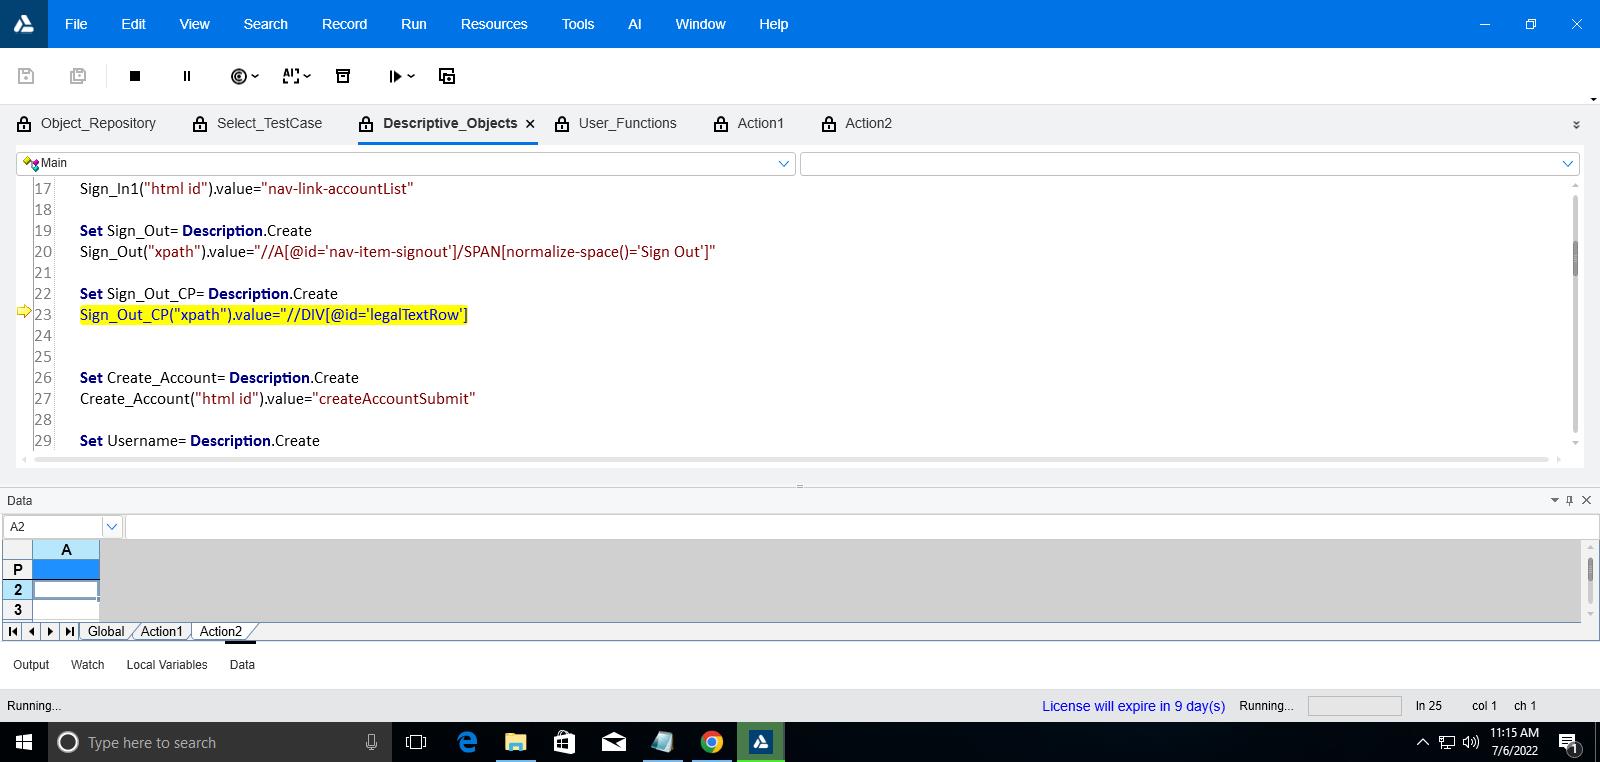 File Edit View Search Record Run Resources Tools AI Window Help
Object_Repository Select_TestCase Descriptive_Objects User_Functions Action1 Action2
Main
17 Sign_In1("html id").value="nav-link-accountList"
18
19 Set Sign_Out= Description.Create
20 Sign_Out("xpath").value="//A[@id='nav-item-signout']/SPAN[normalize-space()='Sign Out']"
21
22 Set Sign_Out_CP= Description.Create
23 Sign_Out_CP("xpath").value="//DIV[@id='legalTextRow']
24
25
26 Set Create_Account= Description.Create
27 Create_Account("html id").value="createAccountSubmit"
28
29 Set Username= Description.Create
Data
A2
A
P
2
3
Global Action1 Action2
Output Watch Local Variables Data
Running... License will expire in 9 day(s) Running... ln 25 col 1 ch 1
Type here to search
11:15 AM
7/6/2022
1